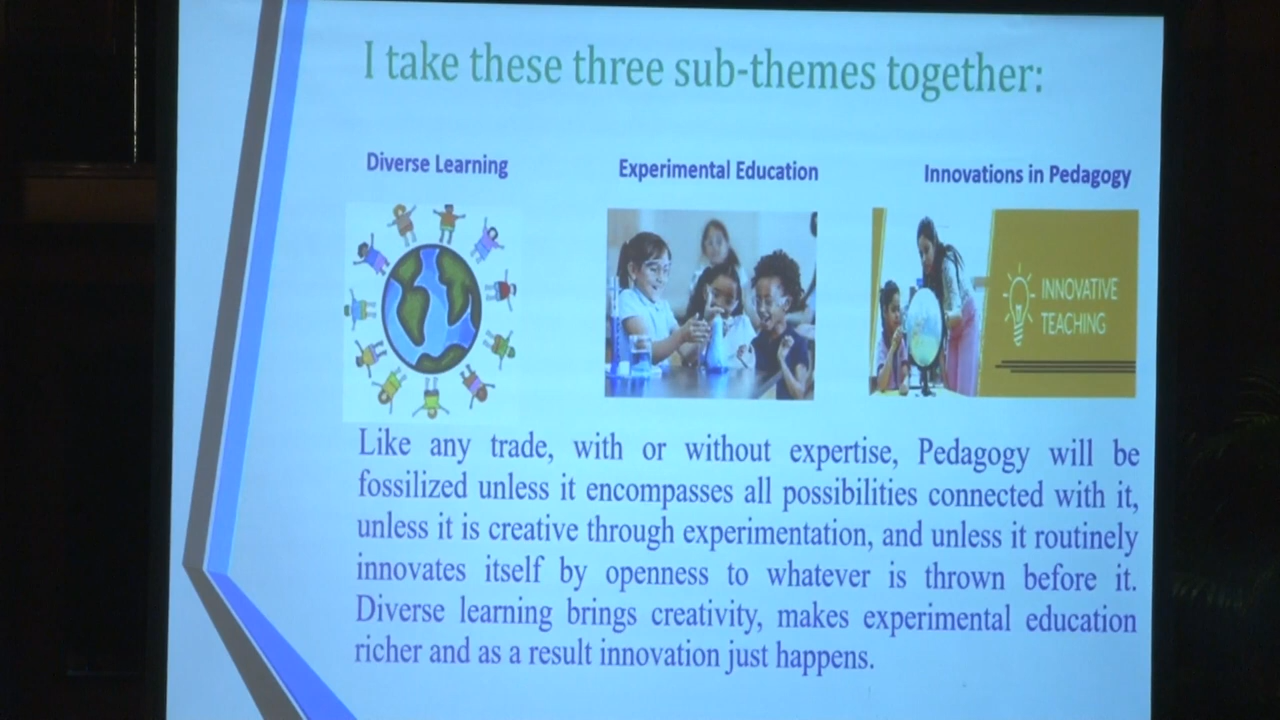 I take these three sub-themes together:
Diverse Learning
Experimental Education
Innovations in Pedagogy
INNOVATIVE
TEACHING
Like any trade, with or without expertise, Pedagogy will be
fossilized unless it encompasses all possibilities connected with it,
unless it is creative through experimentation, and unless it routinely
innovates itself by openness to whatever is thrown before it.
Diverse learning brings creativity, makes experimental education
richer and as a result innovation just happens.